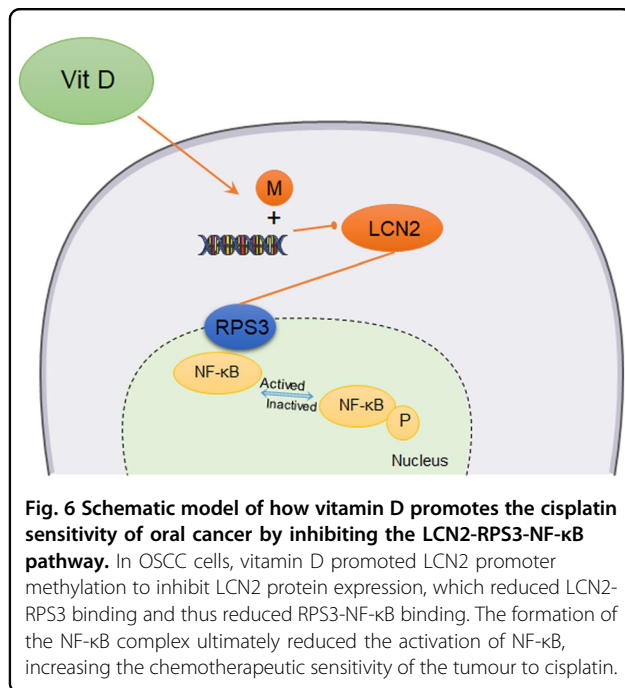 Vit D
M
+
LCN2
RPS3
NF-κB
Actived
Inactived
NF-κB
P
Nucleus
Fig. 6 Schematic model of how vitamin D promotes the cisplatin
sensitivity of oral cancer by inhibiting the LCN2-RPS3-NF-κB
pathway. In OSCC cells, vitamin D promoted LCN2 promoter
methylation to inhibit LCN2 protein expression, which reduced LCN2-
RPS3 binding and thus reduced RPS3-NF-κB binding. The formation of
the NF-κB complex ultimately reduced the activation of NF-κB,
increasing the chemotherapeutic sensitivity of the tumour to cisplatin.